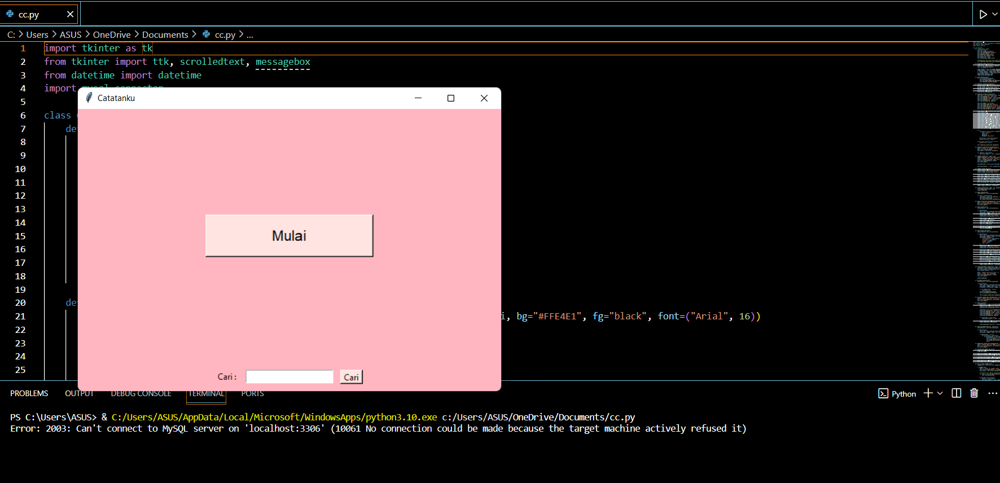 cc.py
C: > Users > ASUS > OneDrive > Documents > cc.py > ...
1 import tkinter as tk
2 from tkinter import ttk, scrolledtext, messagebox
3 from datetime import datetime
4 import
5
6 class
7 de
8
9
10
11
12
13
14
15
16
17
18
19
20 de
21 i, bg="#FFE4E1", fg="black", font=("Arial", 16))
22
23
24
25
Catatanku
Mulai
Cari :
Cari
PROBLEMS OUTPUT DEBUG CONSOLE TERMINAL PORTS
Python
PS C:\Users\ASUS> & C:/Users/ASUS/AppData/Local/Microsoft/WindowsApps/python3.10.exe c:/Users/ASUS/OneDrive/Documents/cc.py
Error: 2003: Can't connect to MySQL server on 'localhost:3306' (10061 No connection could be made because the target machine actively refused it)